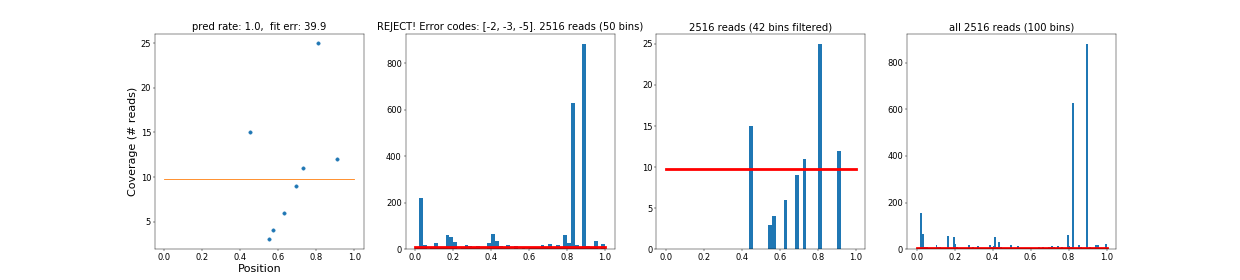 pred rate: 1.0,  fit err: 39.9
REJECT! Error codes: [-2, -3, -5]. 2516 reads (50 bins)
2516 reads (42 bins filtered)
all 2516 reads (100 bins)
Coverage (# reads)
25
20
15
10
5
0.0 0.2 0.4 0.6 0.8 1.0
Position
800
600
400
200
0
0.0 0.2 0.4 0.6 0.8 1.0
25
20
15
10
5
0
0.0 0.2 0.4 0.6 0.8 1.0
800
600
400
200
0
0.0 0.2 0.4 0.6 0.8 1.0